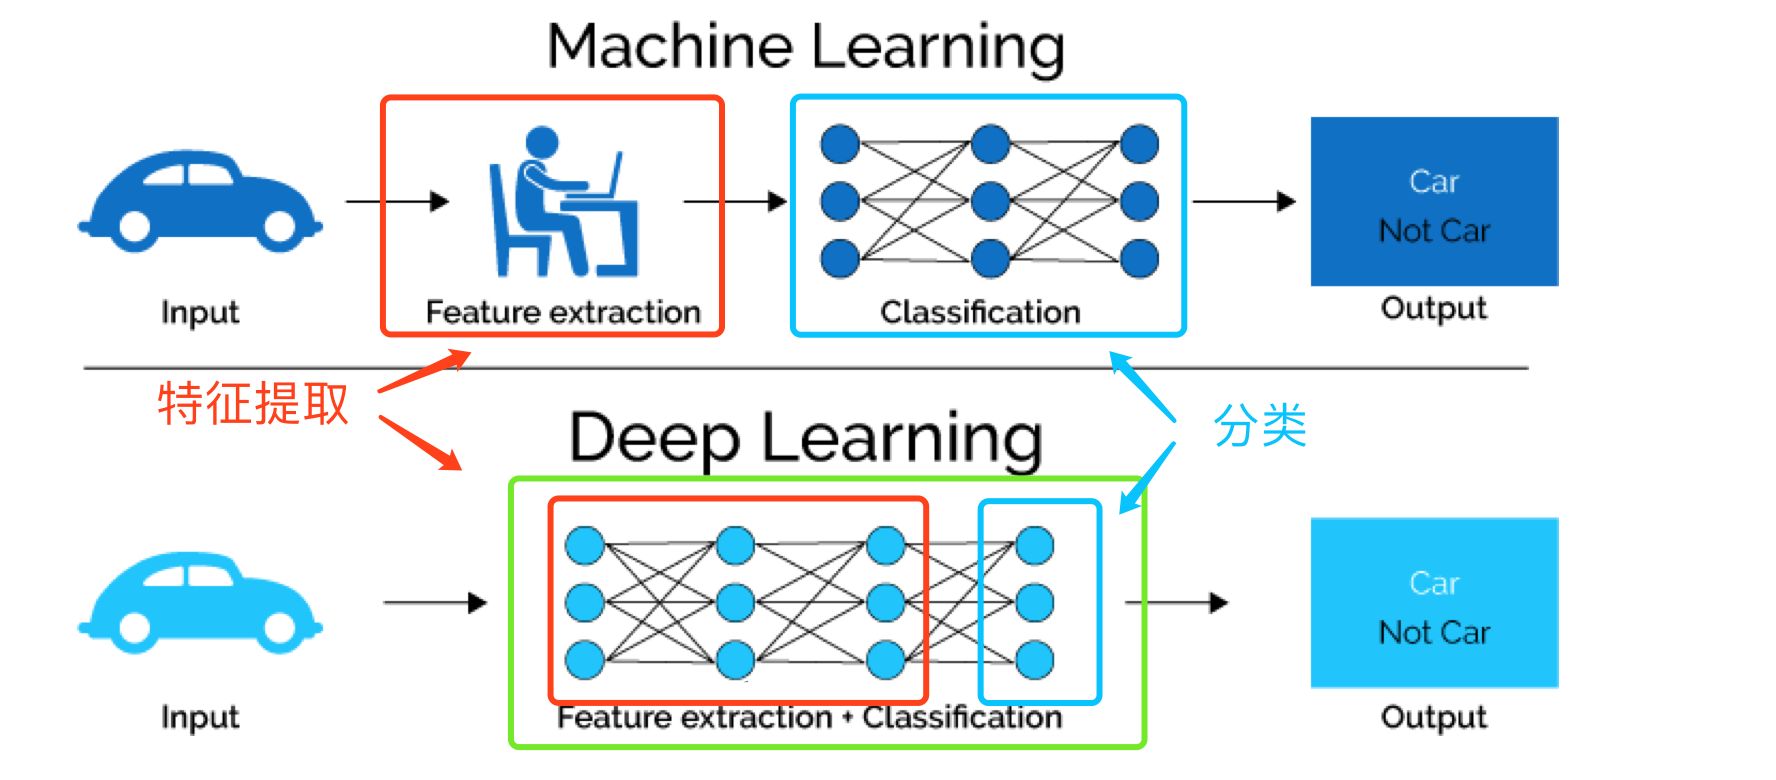 Machine Learning
Car
Not Car
Input
Feature extraction
Classification
Output
特征提取
分类
Deep Learning
Car
Not Car
Input
Feature extraction + Classification
Output